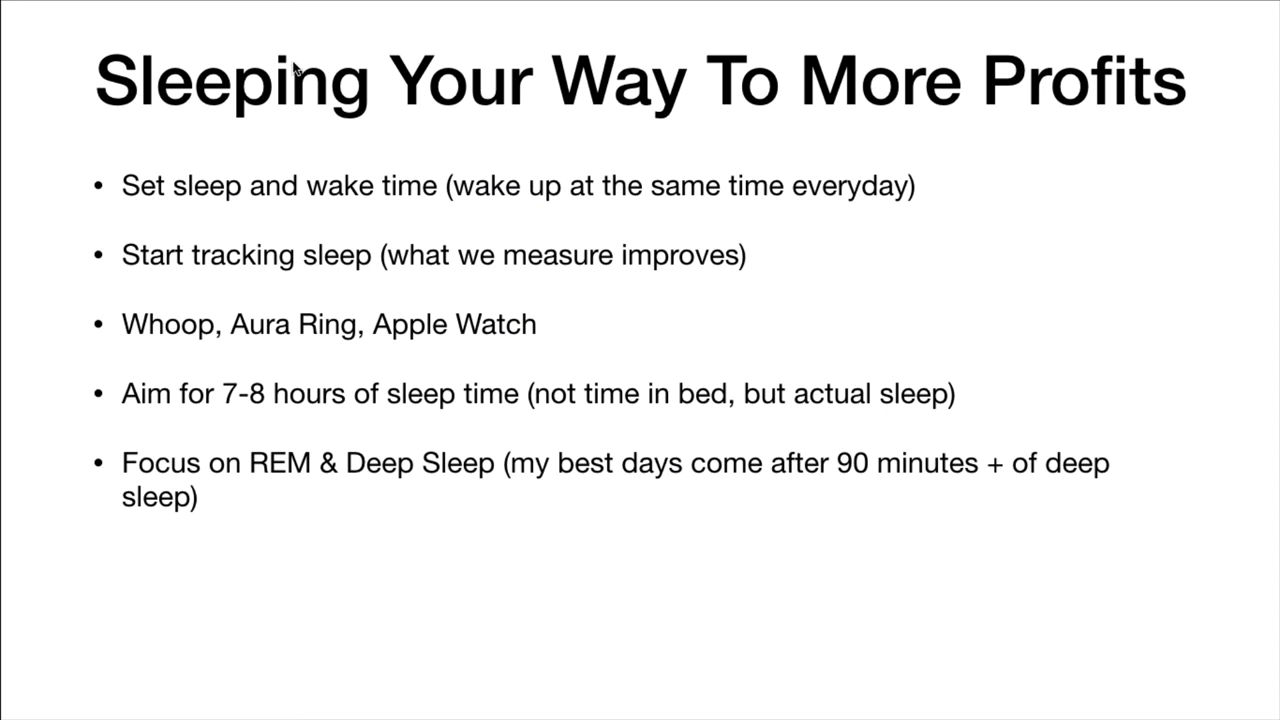 Sleeping Your Way To More Profits
• Set sleep and wake time (wake up at the same time everyday)
• Start tracking sleep (what we measure improves)
• Whoop, Aura Ring, Apple Watch
• Aim for 7-8 hours of sleep time (not time in bed, but actual sleep)
• Focus on REM & Deep Sleep (my best days come after 90 minutes + of deep
sleep)